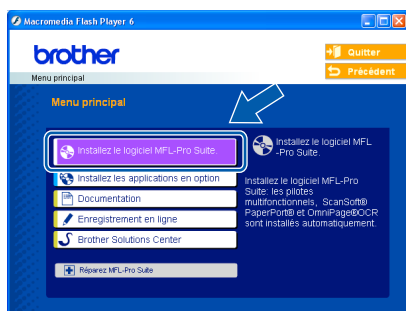 Macromedia Flash Player 6
brother
Quitter
Précédent
Menu principal
Menu principal
Installez le logiciel MFL-Pro Suite.
Installez les applications en option
Documentation
Enregistrement en ligne
Brother Solutions Center
Réparez MFL-Pro Suite
Installez le logiciel MFL
-Pro Suite.
Installez le logiciel MFL-Pro
Suite: les pilotes
multifonctionnels, ScanSoft®
PaperPort® et OmniPage®OCR
sont installés automatiquement.